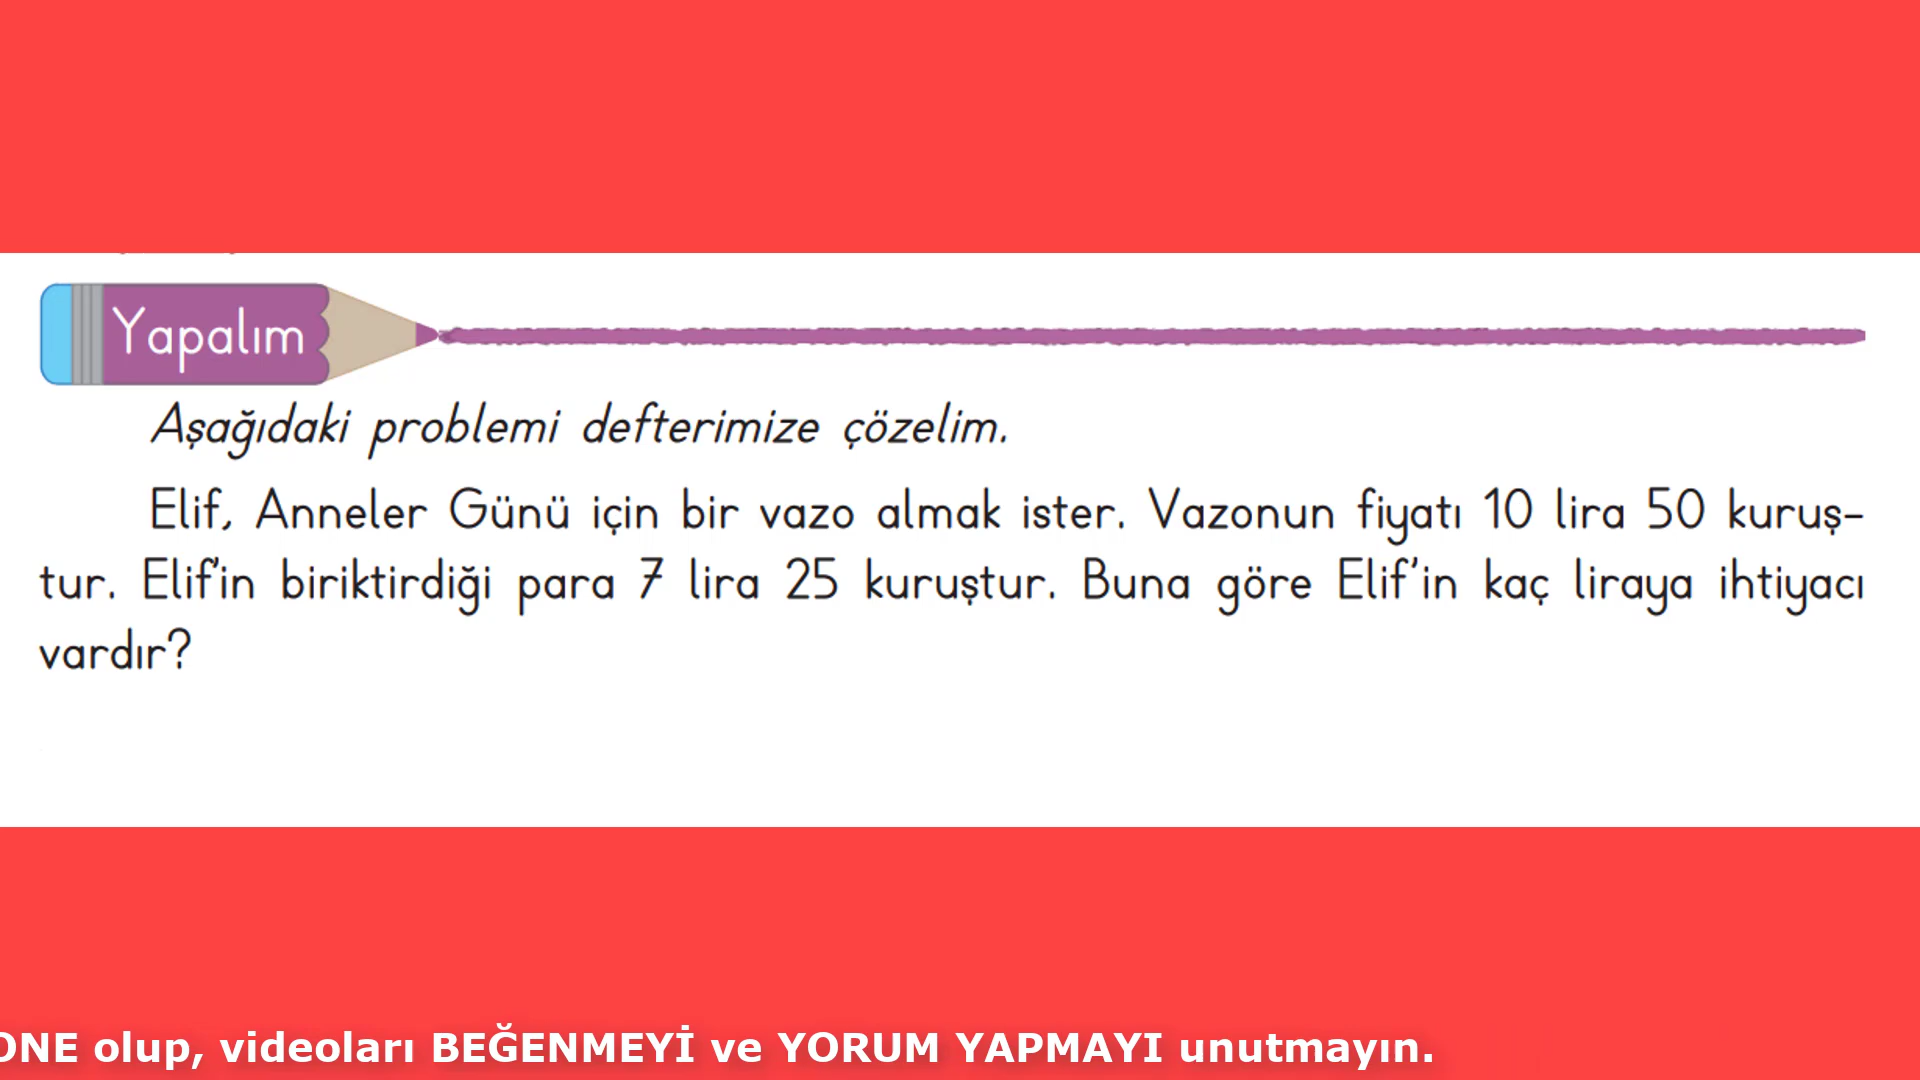 Yapalım
Aşağıdaki problemi defterimize çözelim.
Elif, Anneler Günü için bir vazo almak ister. Vazonun fiyatı 10 lira 50 kuruş-
tur. Elif'in biriktirdiği para 7 lira 25 kuruştur. Buna göre Elif'in kaç liraya ihtiyacı
vardır?
olup, videoları BEĞENMEYİ ve YORUM YAPMAYI unutmayın.